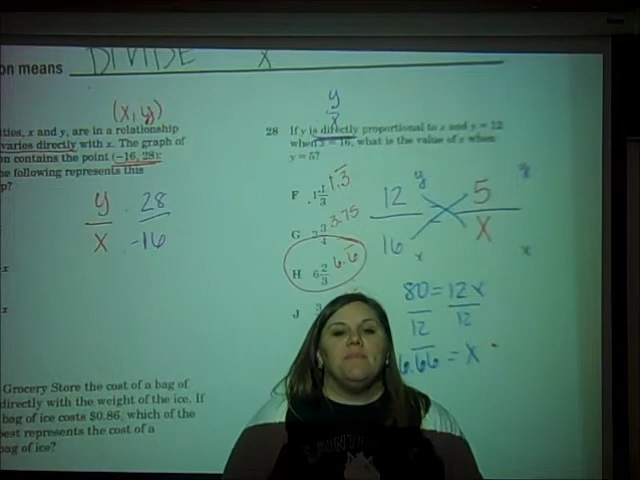 on means DIVIDE x
(x, y)
ities, x and y, are in a relationship
varies directly with x. The graph of
on contains the point (-16, 28).
he following represents this
p?
y 28
x -16
x
x
y
x
28 If y is directly proportional to x and y = 12
when x = 16, what is the value of x when
y = 5?
F 1 1/3 1.3
G 3 3/4 3.75
H 6 2/3 6.6
J
12 y 5 y
16 x X x
80 = 12x
12 12
6.66 = x
Grocery Store the cost of a bag of
directly with the weight of the ice. If
bag of ice costs $0.86, which of the
best represents the cost of a
bag of ice?